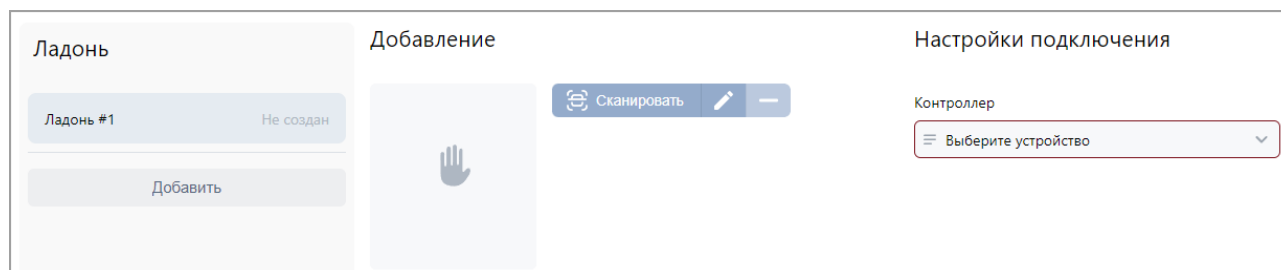 Ладонь
Ладонь #1 Не создан
Добавить
Добавление
Сканировать
Настройки подключения
Контроллер
Выберите устройство